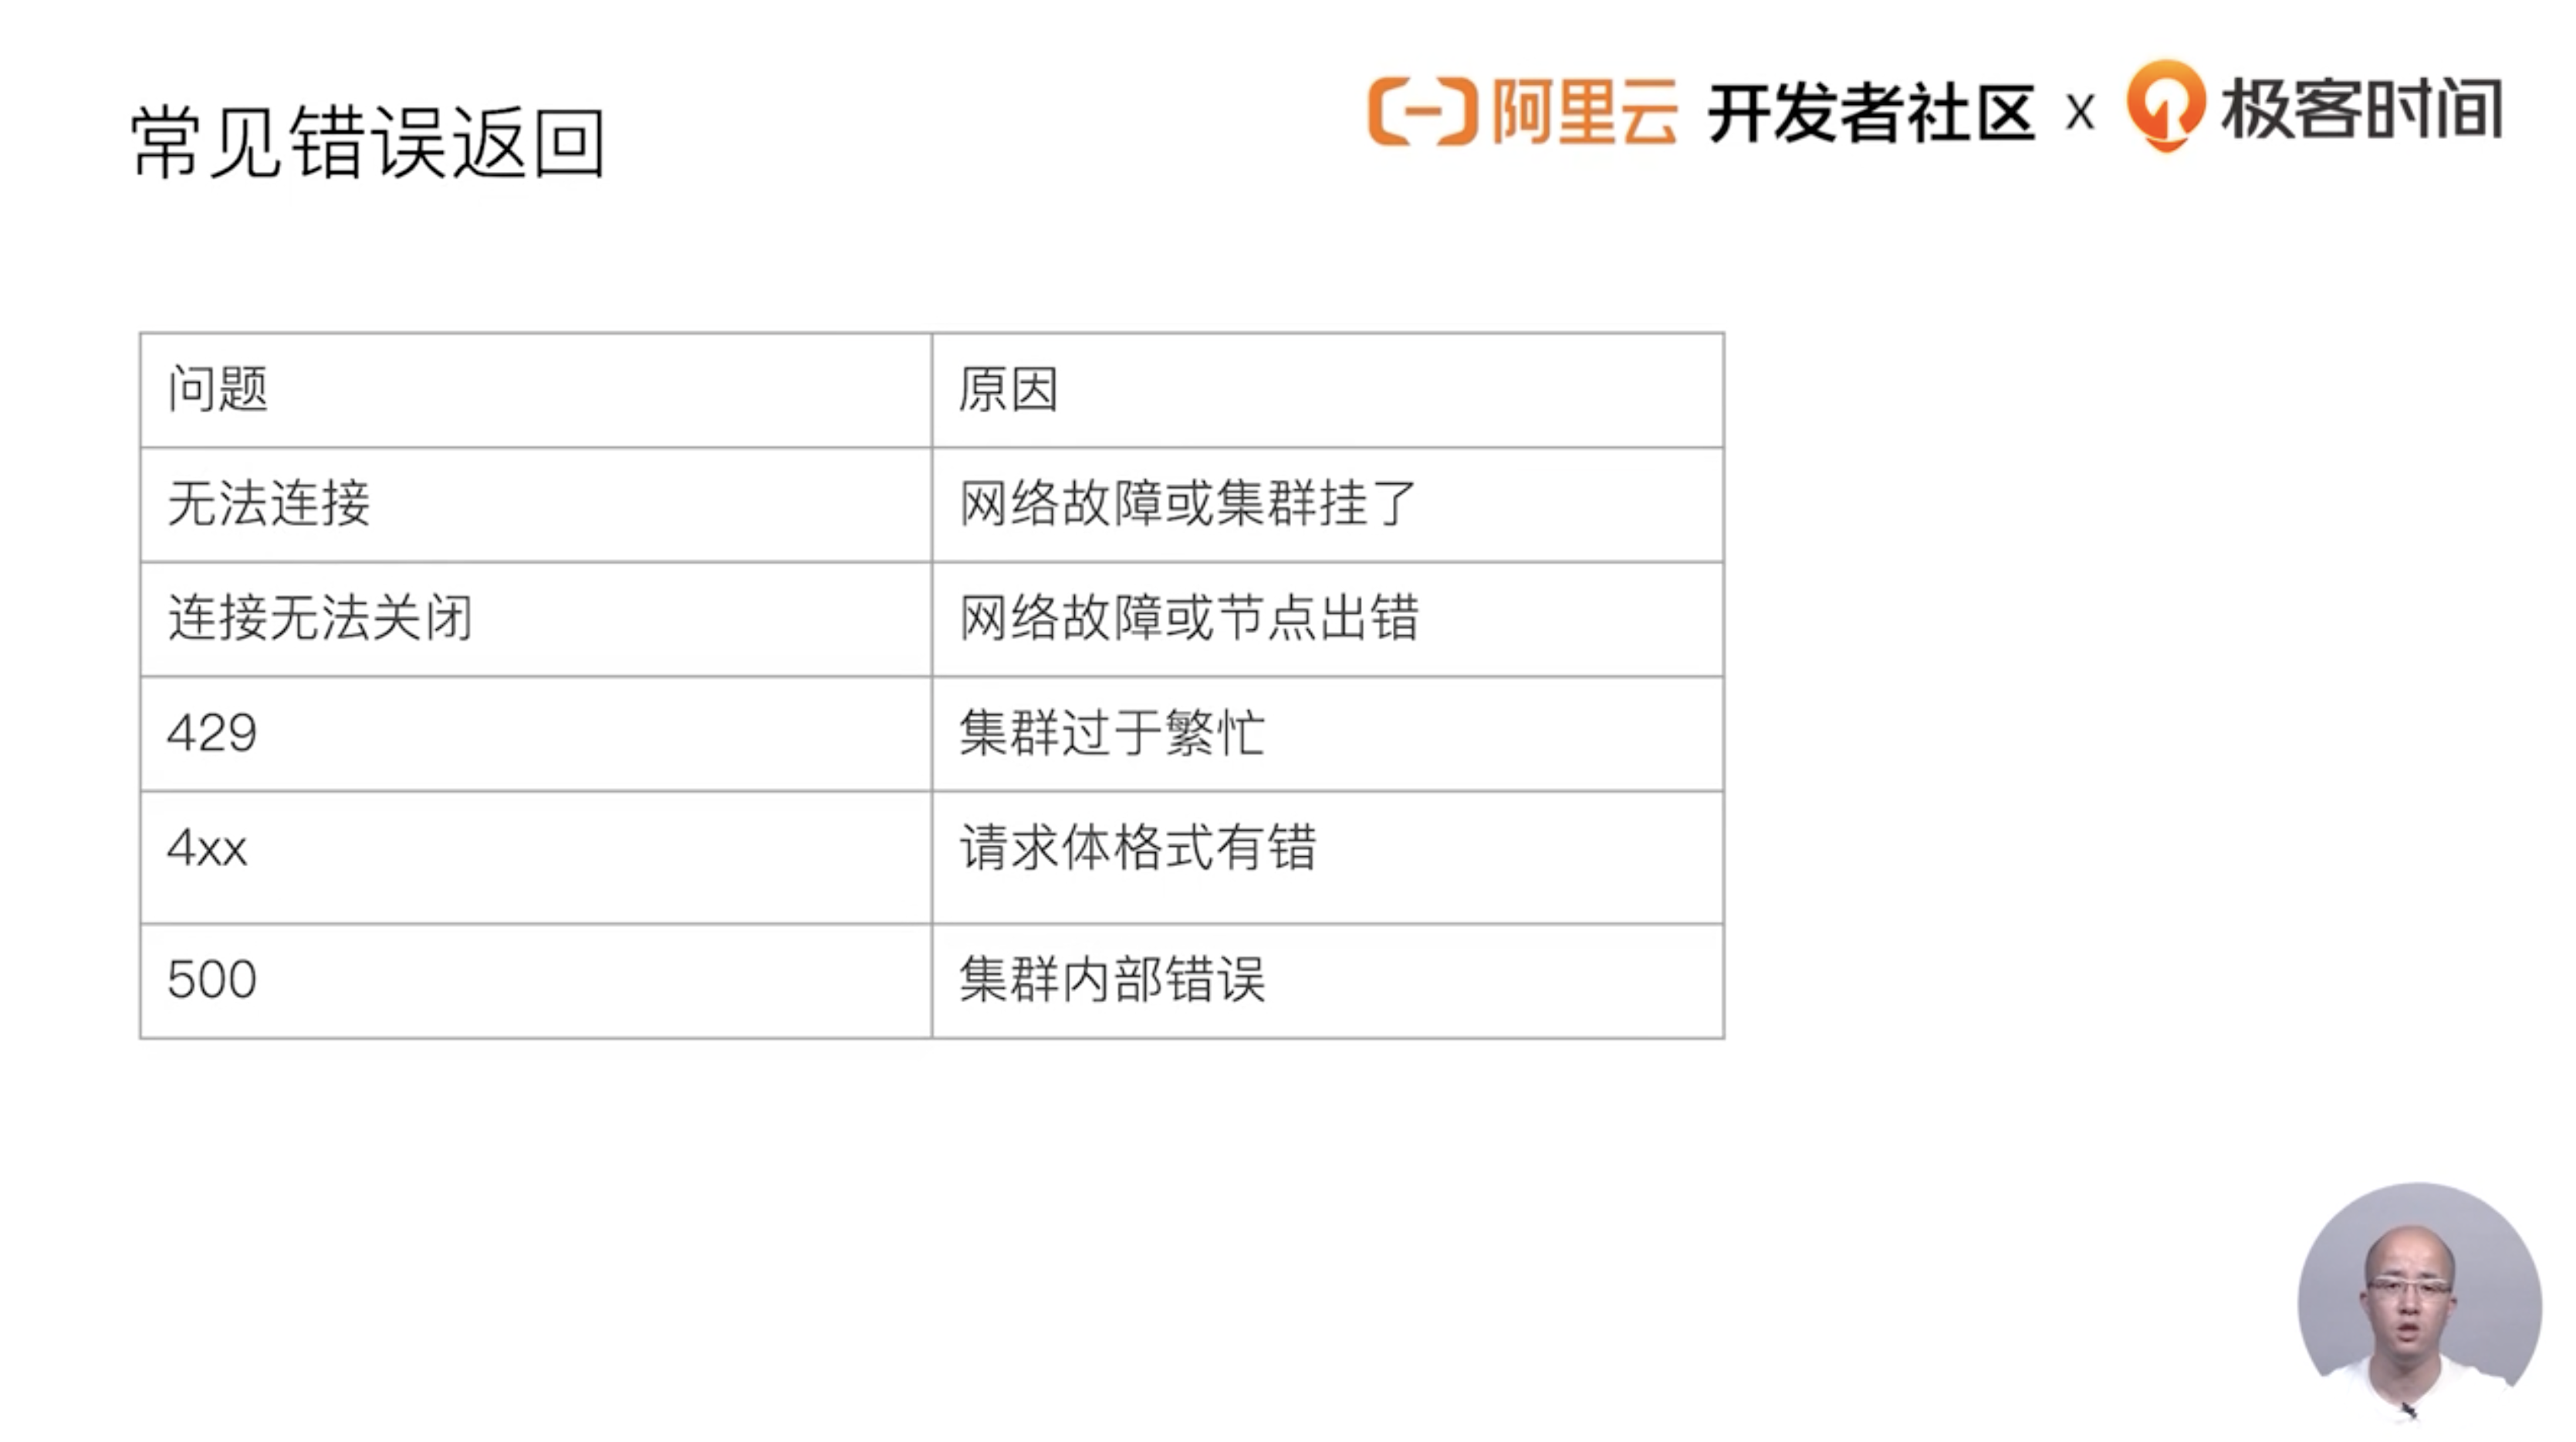 常见错误返回
阿里云 开发者社区 X 极客时间
问题 原因
无法连接 网络故障或集群挂了
连接无法关闭 网络故障或节点出错
429 集群过于繁忙
4xx 请求体格式有错
500 集群内部错误